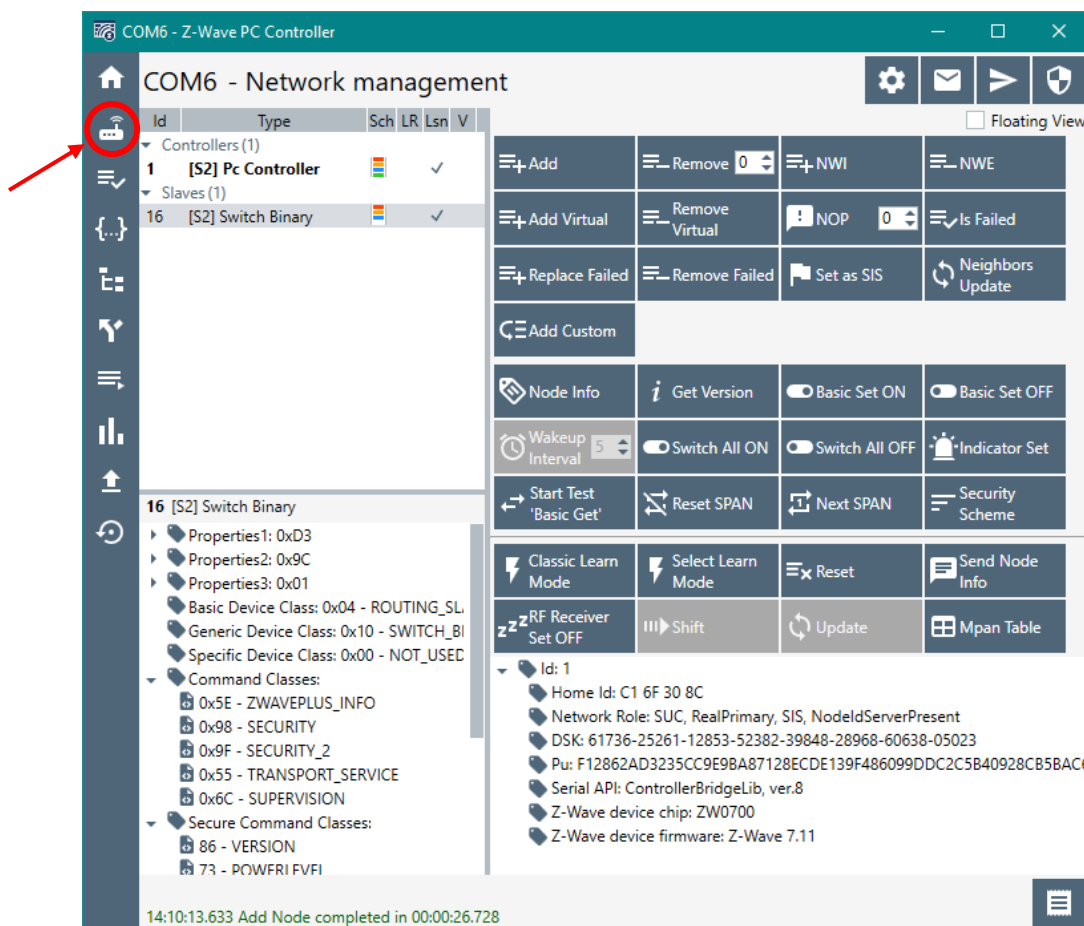 COM6 - Z-Wave PC Controller
COM6 - Network management
Floating View
Id Type Sch LR Lsn V
Controllers (1)
1 [S2] Pc Controller
Slaves (1)
16 [S2] Switch Binary
Add
Remove 0
NWI
NWE
Add Virtual
Remove
Virtual
NOP 0
Is Failed
Replace Failed
Remove Failed
Set as SIS
Neighbors
Update
Add Custom
Node Info
Get Version
Basic Set ON
Basic Set OFF
Wakeup
Interval 5
Switch All ON
Switch All OFF
Indicator Set
Start Test
'Basic Get'
Reset SPAN
Next SPAN
Security
Scheme
Classic Learn
Mode
Select Learn
Mode
Reset
Send Node
Info
RF Receiver
Set OFF
Shift
Update
Mpan Table
16 [S2] Switch Binary
Properties1: 0xD3
Properties2: 0x9C
Properties3: 0x01
Basic Device Class: 0x04 - ROUTING_SL
Generic Device Class: 0x10 - SWITCH_BI
Specific Device Class: 0x00 - NOT_USED
Command Classes:
0x5E - ZWAVEPLUS_INFO
0x98 - SECURITY
0x9F - SECURITY_2
0x55 - TRANSPORT_SERVICE
0x6C - SUPERVISION
Secure Command Classes:
86 - VERSION
73 - POWERLEVEL
Id: 1
Home Id: C1 6F 30 8C
Network Role: SUC, RealPrimary, SIS, NodeIdServerPresent
DSK: 61736-25261-12853-52382-39848-28968-60638-05023
Pu: F12862AD3235CC9E9BA87128ECDE139F486099DDC2C5B40928CB5BAC6
Serial API: ControllerBridgeLib, ver.8
Z-Wave device chip: ZW0700
Z-Wave device firmware: Z-Wave 7.11
14:10:13.633 Add Node completed in 00:00:26.728